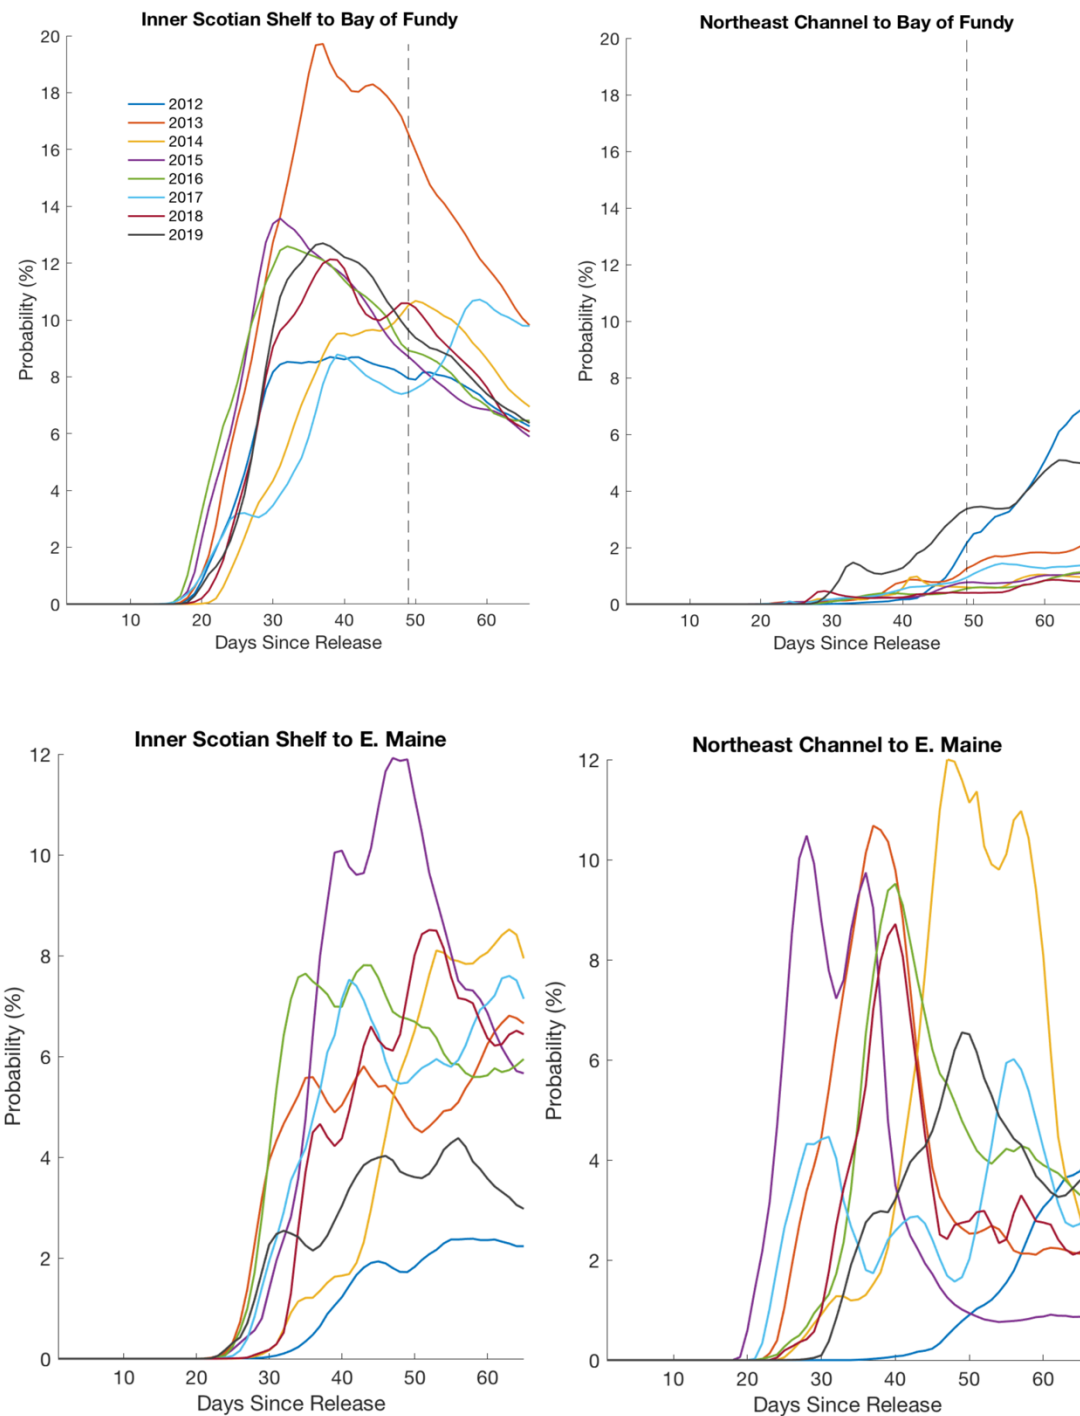 Inner Scotian Shelf to Bay of Fundy
20
18
16
14
12
10
8
6
4
2
0
Probability (%)
2012
2013
2014
2015
2016
2017
2018
2019
10 20 30 40 50 60
Days Since Release
Northeast Channel to Bay of Fundy
20
18
16
14
12
10
8
6
4
2
0
Probability (%)
10 20 30 40 50 60
Days Since Release
Inner Scotian Shelf to E. Maine
12
10
8
6
4
2
0
Probability (%)
10 20 30 40 50 60
Days Since Release
Northeast Channel to E. Maine
12
10
8
6
4
2
0
Probability (%)
10 20 30 40 50 60
Days Since Release